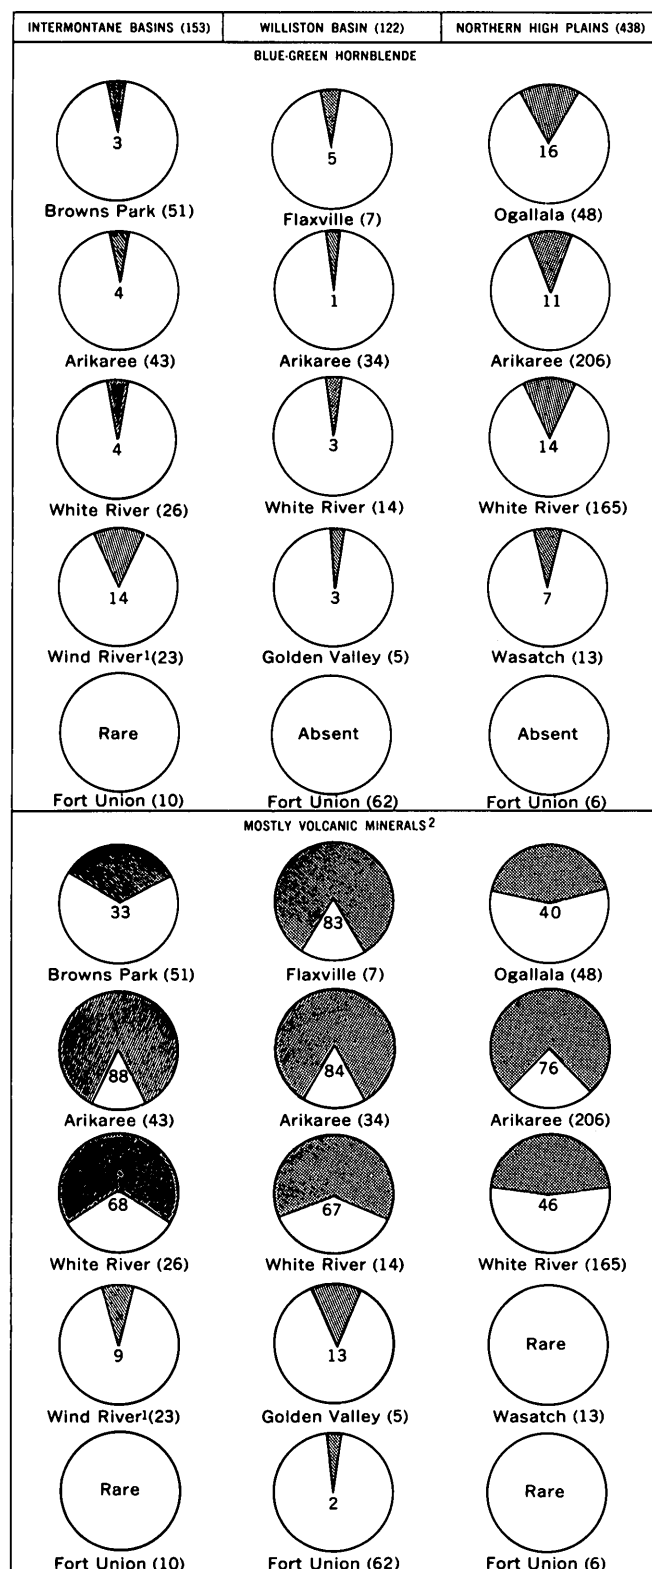 INTERMONTANE BASINS (153) WILLISTON BASIN (122) NORTHERN HIGH PLAINS (438)
BLUE-GREEN HORNBLENDE
3 5 16
Browns Park (51) Flaxville (7) Ogallala (48)
4 1 11
Arikaree (43) Arikaree (34) Arikaree (206)
4 3 14
White River (26) White River (14) White River (165)
14 3 7
Wind River¹(23) Golden Valley (5) Wasatch (13)
Rare Absent Absent
Fort Union (10) Fort Union (62) Fort Union (6)
MOSTLY VOLCANIC MINERALS²
33 83 40
Browns Park (51) Flaxville (7) Ogallala (48)
88 84 76
Arikaree (43) Arikaree (34) Arikaree (206)
68 67 46
White River (26) White River (14) White River (165)
9 13 Rare
Wind River¹(23) Golden Valley (5) Wasatch (13)
Rare 2 Rare
Fort Union (10) Fort Union (62) Fort Union (6)